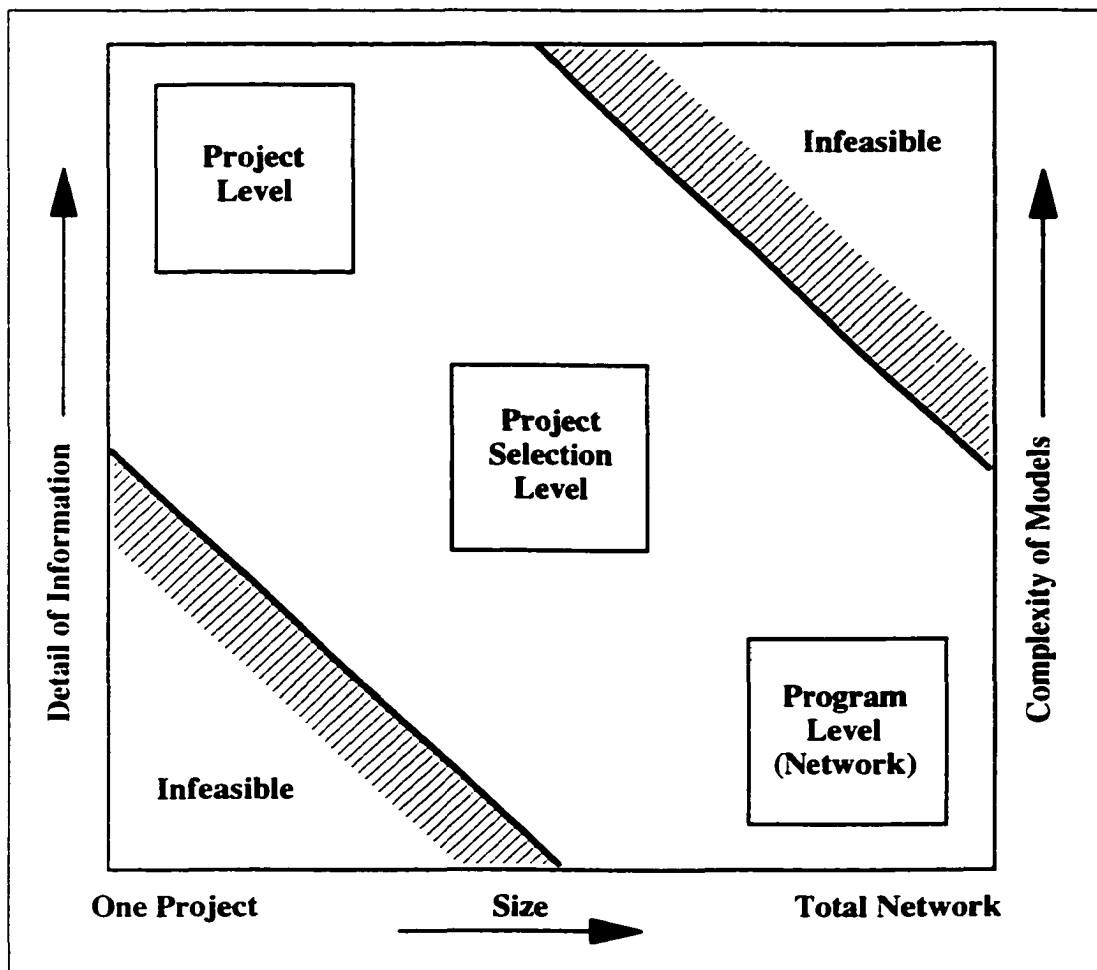 Project
Level
Infeasible
Project
Selection
Level
Program
Level
(Network)
Infeasible
Detail of Information
Complexity of Models
One Project
Size
Total Network